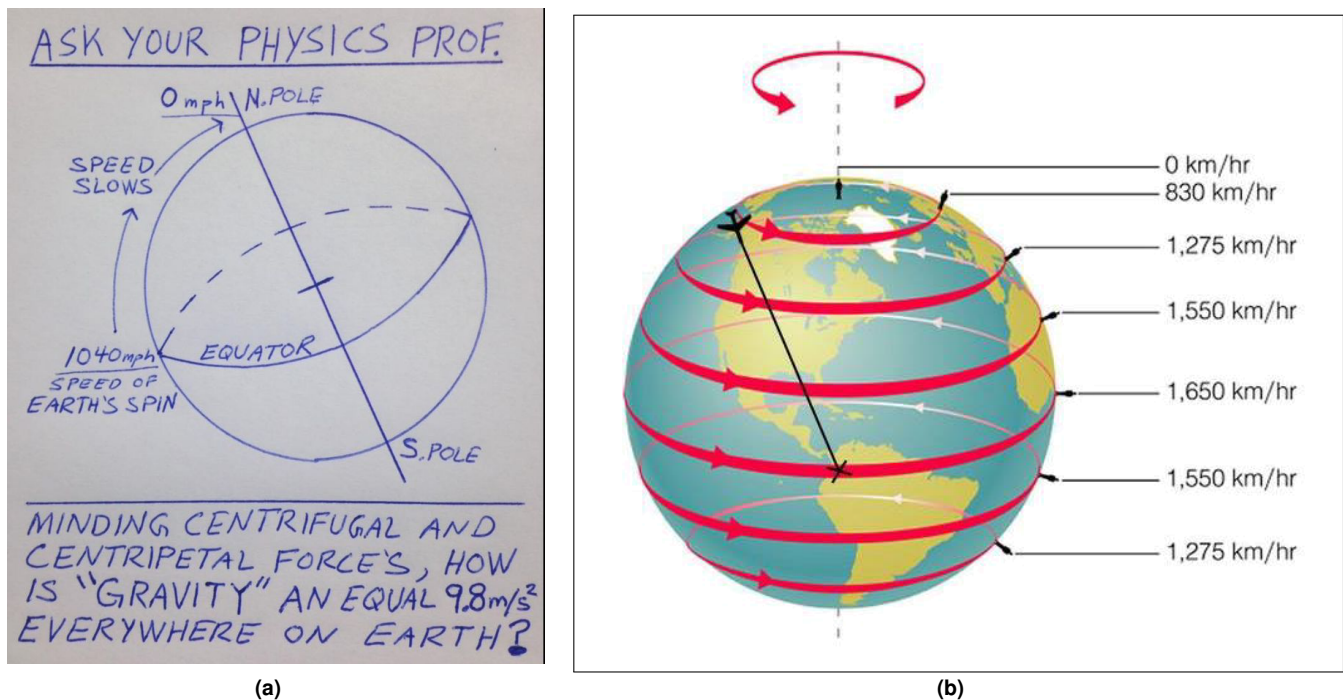 ASK YOUR PHYSICS PROF.
0 mph
N. POLE
SPEED
SLOWS
1040mph
SPEED OF
EARTH'S SPIN
EQUATOR
S. POLE
MINDING CENTRIFUGAL AND
CENTRIPETAL FORCE'S, HOW
IS "GRAVITY" AN EQUAL 9.8m/s²
EVERYWHERE ON EARTH?
(a)
0 km/hr
830 km/hr
1,275 km/hr
1,550 km/hr
1,650 km/hr
1,550 km/hr
1,275 km/hr
(b)